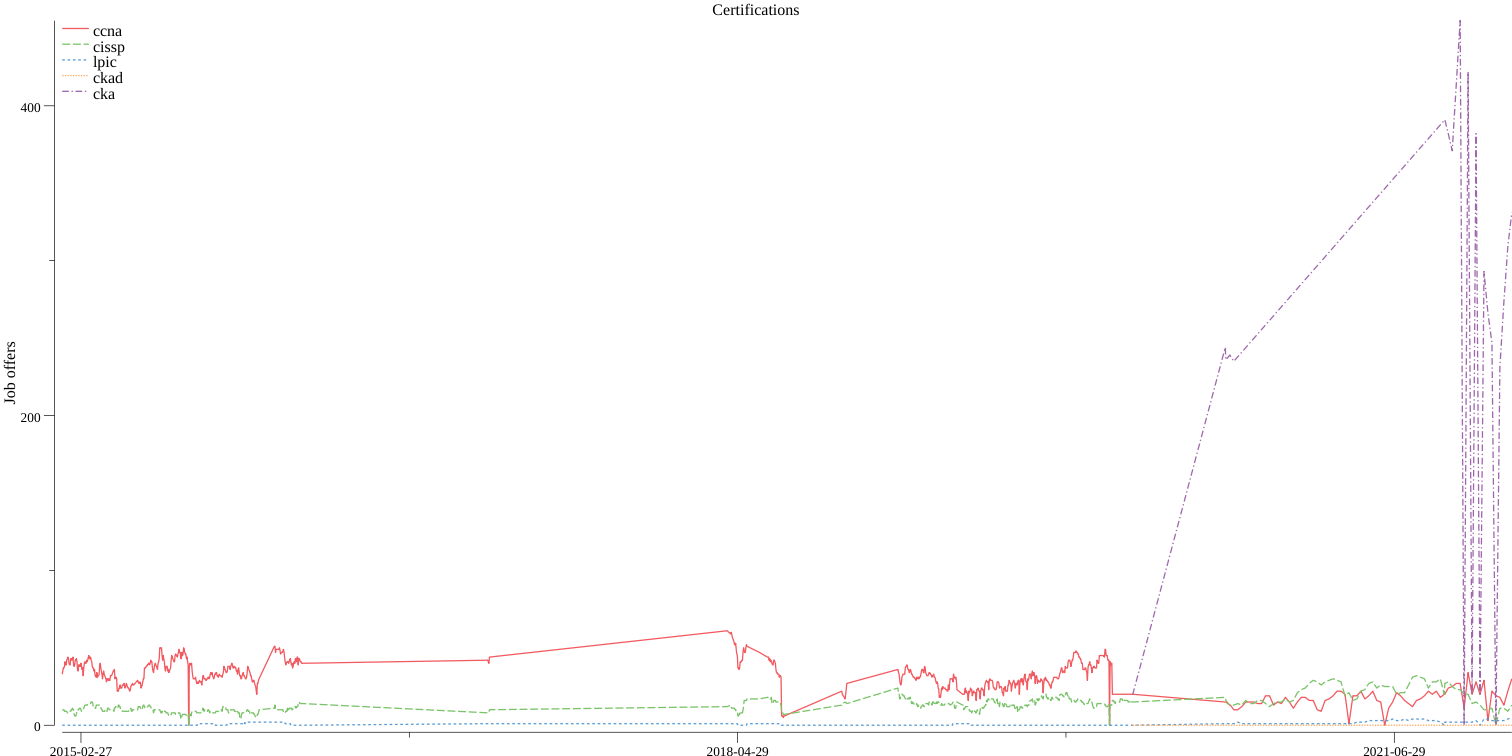 Certifications
ccna
cissp
lpic
ckad
cka
400
200
0
Job offers
2015-02-27
2018-04-29
2021-06-29